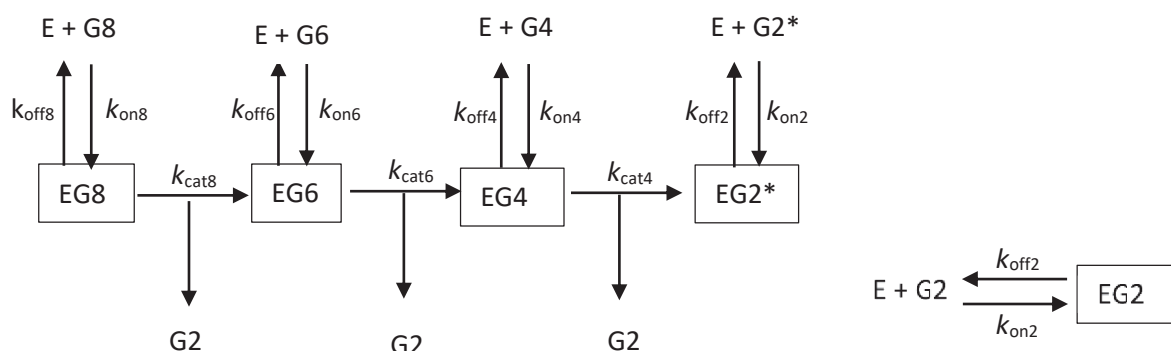 E + G8
E + G6
E + G4
E + G2*
koff8
kon8
koff6
kon6
koff4
kon4
koff2
kon2
EG8
kcat8
EG6
kcat6
EG4
kcat4
EG2*
G2
G2
G2
E + G2
koff2
kon2
EG2